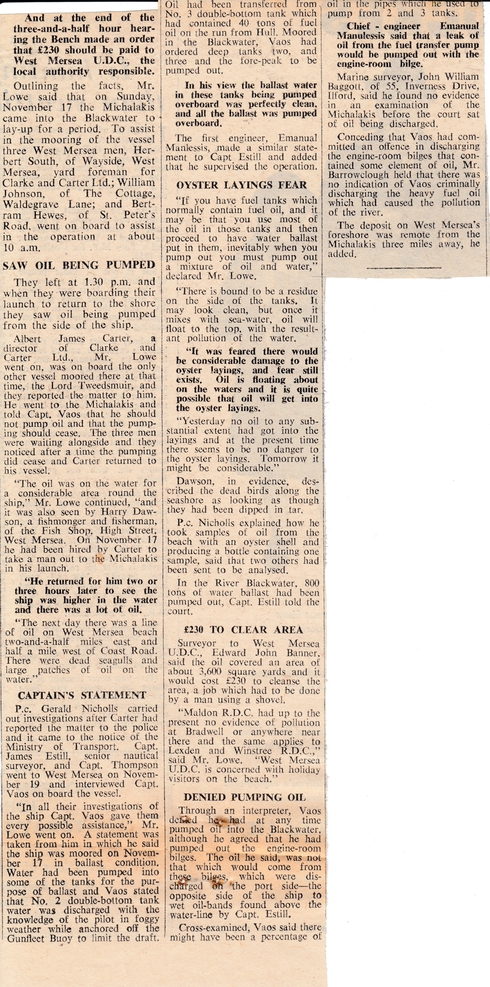 And at the end of the
three-and-a-half hour hear-
ing the Bench made an order
that £230 should be paid to
West Mersea U.D.C., the
local authority responsible.
Outlining the facts, Mr.
Lowe said that on Sunday,
November 17 the Michalakis
came into the Blackwater to
lay-up for a period. To assist
in the mooring of the vessel
three West Mersea men, Her-
bert South, of Wayside, West
Mersea, yard foreman for
Clarke and Carter Ltd.; William
Johnson, of The Cottage,
Waldegrave Lane; and Bert-
ram Hewes, of St. Peter's
Road, went on board to assist
in the operation at about
10 a.m.
SAW OIL BEING PUMPED
They left at 1.30 p.m. and
when they were boarding their
launch to return to the shore
they saw oil being pumped
from the side of the ship.
Albert James Carter, a
director of Clarke and
Carter Ltd., Mr. Lowe
went on, was on board the only
other vessel moored there at that
time, the Lord Tweedsmuir, and
they reported the matter to him.
He went to the Michalakis and
told Capt. Vaos that he should
not pump oil and that the pump-
ing should cease. The three men
were waiting alongside and they
noticed after a time the pumping
did cease and Carter returned to
his vessel.
"The oil was on the water for
a considerable area round the
ship," Mr. Lowe continued, "and
it was also seen by Harry Daw-
son, a fishmonger and fisherman,
of the Fish Shop, High Street,
West Mersea. On November 17
he had been hired by Carter to
take a man out to the Michalakis
in his launch.
"He returned for him two or
three hours later to see the
ship was higher in the water
and there was a lot of oil.
"The next day there was a line
of oil on West Mersea beach
two-and-a-half miles east and
half a mile west of Coast Road.
There were dead seagulls and
large patches of oil on the
water."
CAPTAIN'S STATEMENT
P.c. Gerald Nicholls carried
out investigations after Carter had
reported the matter to the police
and it came to the notice of the
Ministry of Transport. Capt.
James Estill, senior nautical
surveyor, and Capt. Thompson
went to West Mersea on Novem-
ber 19 and interviewed Capt.
Vaos on board the vessel.
"In all their investigations of
the ship Capt. Vaos gave them
every possible assistance," Mr.
Lowe went on. A statement was
taken from him in which he said
the ship was moored on Novem-
ber 17 in ballast condition.
Water had been pumped into
some of the tanks for the pur-
pose of ballast and Vaos stated
that No. 2 double-bottom tank
water was discharged with the
knowledge of the pilot in foggy
weather while anchored off the
Gunfleet Buoy to limit the draft.
Oil had been transferred from
No. 3 double-bottom tank which
had contained 40 tons of fuel
oil on the run from Hull. Moored
in the Blackwater, Vaos had
ordered deep tanks two, and
three and the fore-peak to be
pumped out.
In his view the ballast water
in these tanks being pumped
overboard was perfectly clean,
and all the ballast was pumped
overboard.
The first engineer, Emanual
Manlessis, made a similar state-
ment to Capt Estill and added
that he supervised the operation.
OYSTER LAYINGS FEAR
"If you have fuel tanks which
normally contain fuel oil, and it
may be that you use most of
the oil in those tanks and then
proceed to have water ballast
put in them, inevitably when you
pump out you must pump out
a mixture of oil and water,"
declared Mr. Lowe.
"There is bound to be a residue
on the side of the tanks. It
may look clean, but once it
mixes with sea-water, oil will
float to the top, with the result-
ant pollution of the water.
"It was feared there would
be considerable damage to the
oyster layings, and fear still
exists. Oil is floating about
on the waters and it is quite
possible that oil will get into
the oyster layings.
"Yesterday no oil to any sub-
stantial extent had got into the
layings and at the present time
there seems to be no danger to
the oyster layings. Tomorrow it
might be considerable."
Dawson, in evidence, des-
cribed the dead birds along the
seashore as looking as though
they had been dipped in tar.
P.c. Nicholls explained how he
took samples of oil from the
beach with an oyster shell and
producing a bottle containing one
sample, said that two others had
been sent to be analysed.
In the River Blackwater, 800
tons of water ballast had been
pumped out, Capt. Estill told the
court.
£230 TO CLEAR AREA
Surveyor to West Mersea
U.D.C., Edward John Banner,
said the oil covered an area of
about 3,600 square yards and it
would cost £230 to cleanse the
area, a job which had to be done
by a man using a shovel.
"Maldon R.D.C. had up to the
present no evidence of pollution
at Bradwell or anywhere near
there and the same applies to
Lexden and Winstree R.D.C.,"
said Mr. Lowe. "West Mersea
U.D.C. is concerned with holiday
visitors on the beach."
DENIED PUMPING OIL
Through an interpreter, Vaos
denied he had at any time
pumped oil into the Blackwater,
although he agreed that he had
pumped out the engine-room
bilges. The oil he said, was not
that which would come from
these bilges, which were dis-
charged on the port side—the
opposite side of the ship to
wet oil-bands found above the
water-line by Capt. Estill.
Cross-examined, Vaos said there
might have been a percentage of
oil in the pipes which he used to
pump from 2 and 3 tanks.
Chief-engineer Emanual
Manulessis said that a leak of
oil from the fuel transfer pump
would be pumped out with the
engine-room bilge.
Marine surveyor, John William
Baggott, of 55, Inverness Drive,
Ilford, said he found no evidence
in an examination of the
Michalakis before the court sat
of oil being discharged.
Conceding that Vaos had com-
mitted an offence in discharging
the engine-room bilges that con-
tained some element of oil, Mr.
Barrowclough held that there was
no indication of Vaos criminally
discharging the heavy fuel oil
which had caused the pollution
of the river.
The deposit on West Mersea's
foreshore was remote from the
Michalakis three miles away, he
added.